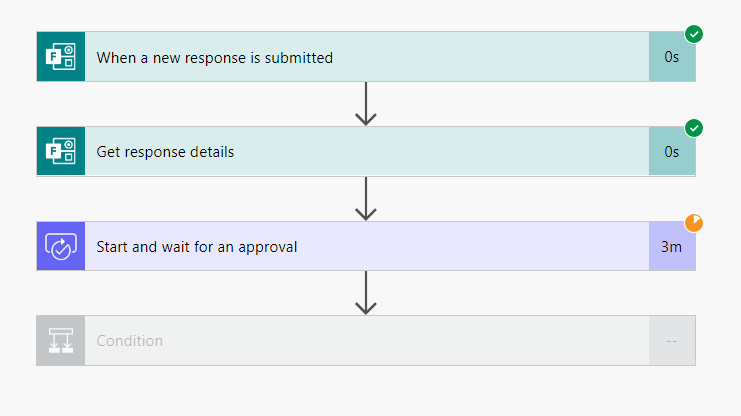 F
When a new response is submitted
0s
F
Get response details
0s
Start and wait for an approval
3m
Condition
--